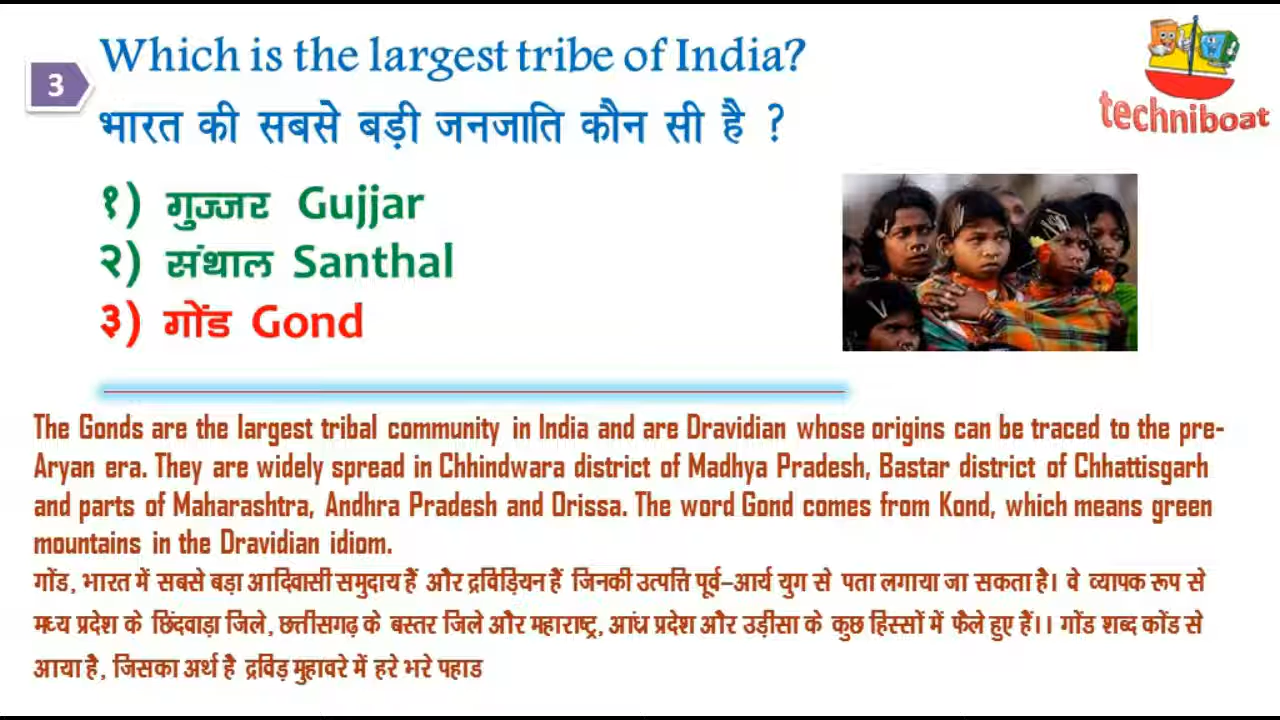 3
Which is the largest tribe of India?
भारत की सबसे बड़ी जनजाति कौन सी है ?
techniboat
१) गुज्जर Gujjar
२) संथाल Santhal
३) गोंड Gond
The Gonds are the largest tribal community in India and are Dravidian whose origins can be traced to the pre-
Aryan era. They are widely spread in Chhindwara district of Madhya Pradesh, Bastar district of Chhattisgarh
and parts of Maharashtra, Andhra Pradesh and Orissa. The word Gond comes from Kond, which means green
mountains in the Dravidian idiom.
गोंड, भारत में सबसे बड़ा आदिवासी समुदाय हैं और द्रविड़ियन हैं जिनकी उत्पत्ति पूर्व-आर्य युग से पता लगाया जा सकता है। वे व्यापक रूप से
मध्य प्रदेश के छिंदवाड़ा जिले, छत्तीसगढ़ के बस्तर जिले और महाराष्ट्र, आंध्र प्रदेश और उड़ीसा के कुछ हिस्सों में फैले हुए हैं।। गोंड शब्द कोंड से
आया है, जिसका अर्थ है द्रविड़ मुहावरे में हरे भरे पहाड